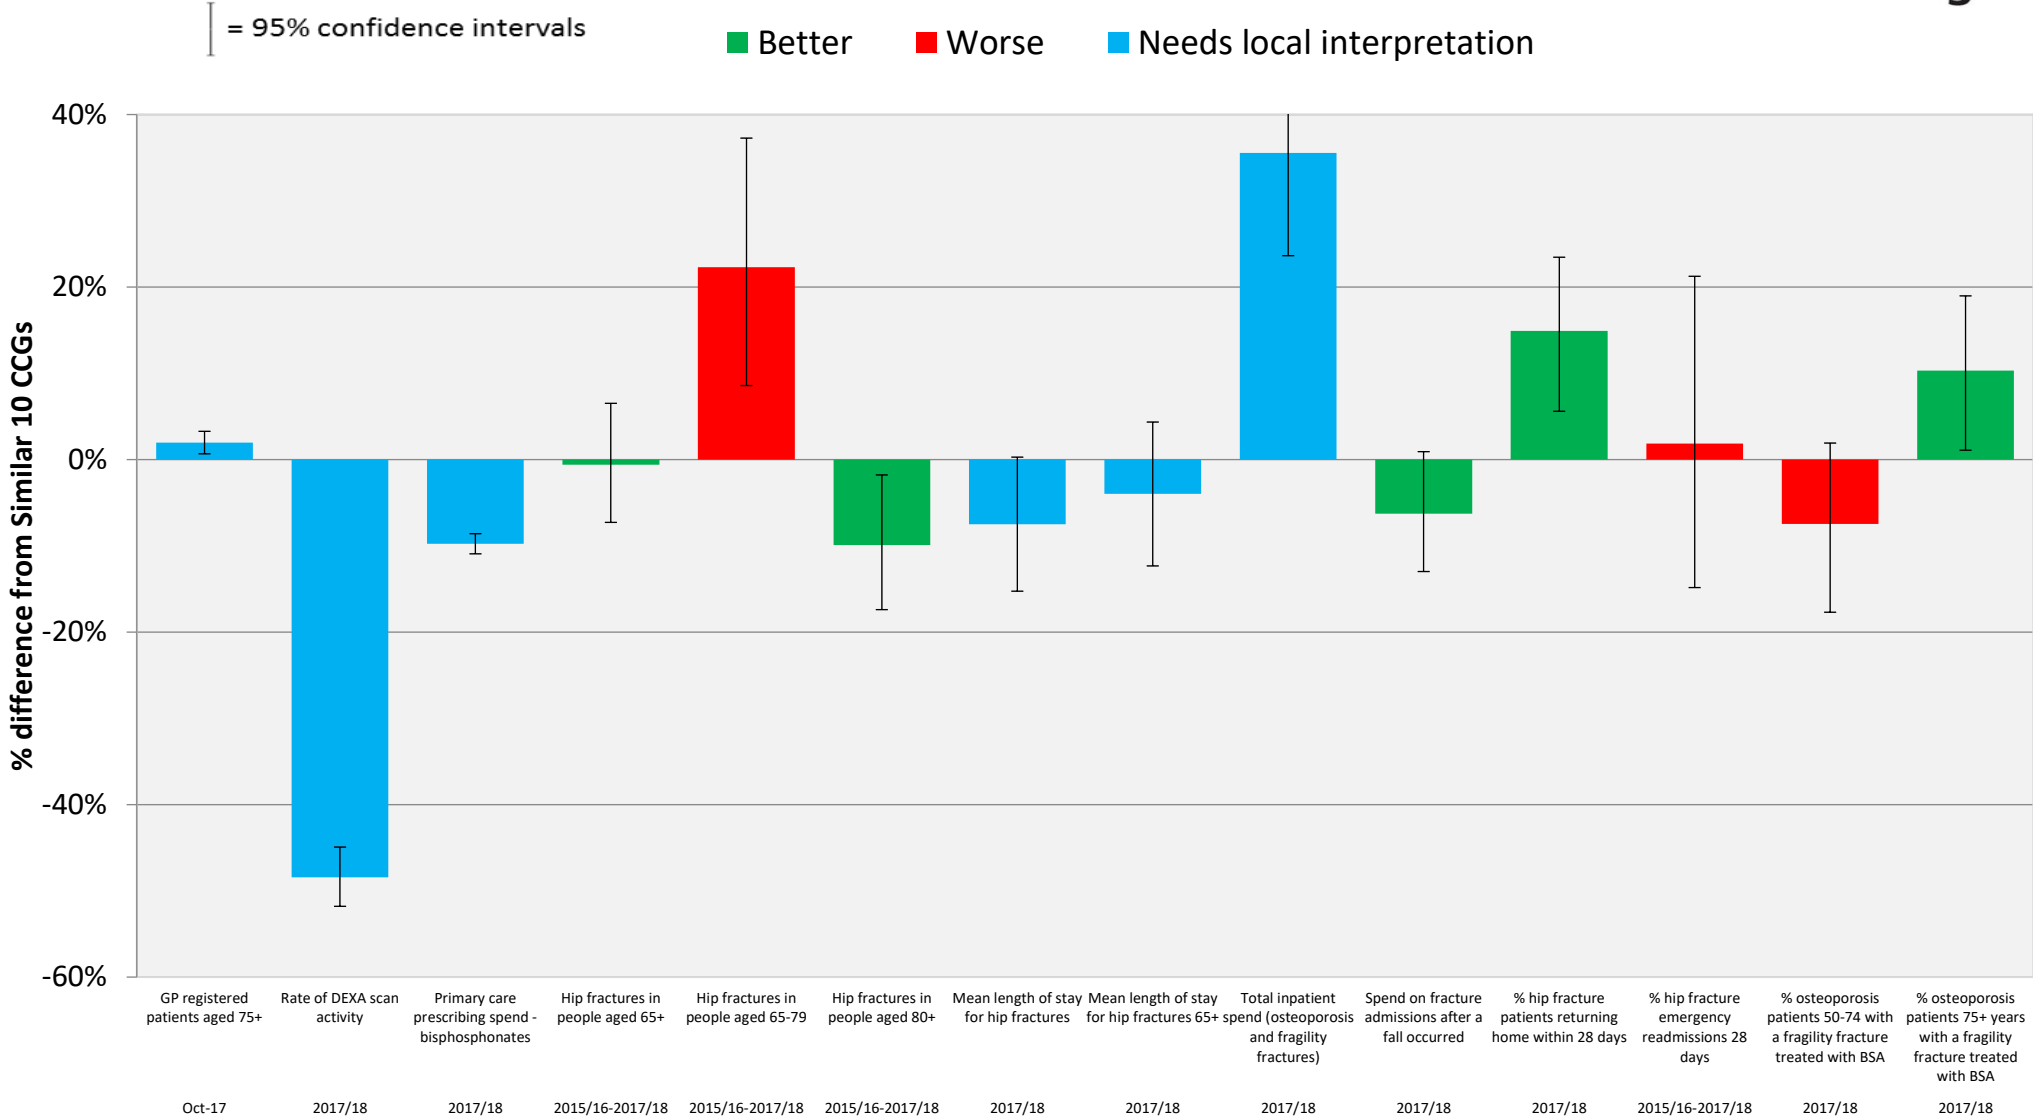 = 95% confidence intervals
Better
Worse
Needs local interpretation
% difference from Similar 10 CCGs
40%
20%
0%
-20%
-40%
-60%
GP registered
patients aged 75+
Oct-17
Rate of DEXA scan
activity
2017/18
Primary care
prescribing spend -
bisphosphonates
2017/18
Hip fractures in
people aged 65+
2015/16-2017/18
Hip fractures in
people aged 65-79
2015/16-2017/18
Hip fractures in
people aged 80+
2015/16-2017/18
Mean length of stay
for hip fractures
2017/18
Mean length of stay
for hip fractures 65+
2017/18
Total inpatient
spend (osteoporosis
and fragility
fractures)
2017/18
Spend on fracture
admissions after a
fall occurred
2017/18
% hip fracture
patients returning
home within 28 days
2017/18
% hip fracture
emergency
readmissions 28
days
2015/16-2017/18
% osteoporosis
patients 50-74 with
a fragility fracture
treated with BSA
2017/18
% osteoporosis
patients 75+ years
with a fragility
fracture treated
with BSA
2017/18